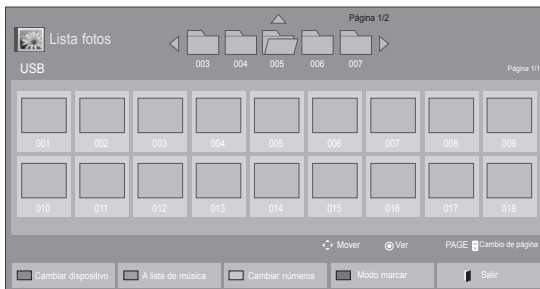 Página 1/2
Lista fotos
003 004 005 006 007
USB
Página 1/1
001 002 003 004 005 006 007 008 009
010 011 012 013 014 015 016 017 018
Mover Ver PAGE Cambio de página
Cambiar dispositivo A lista de música Cambiar números Modo marcar Salir